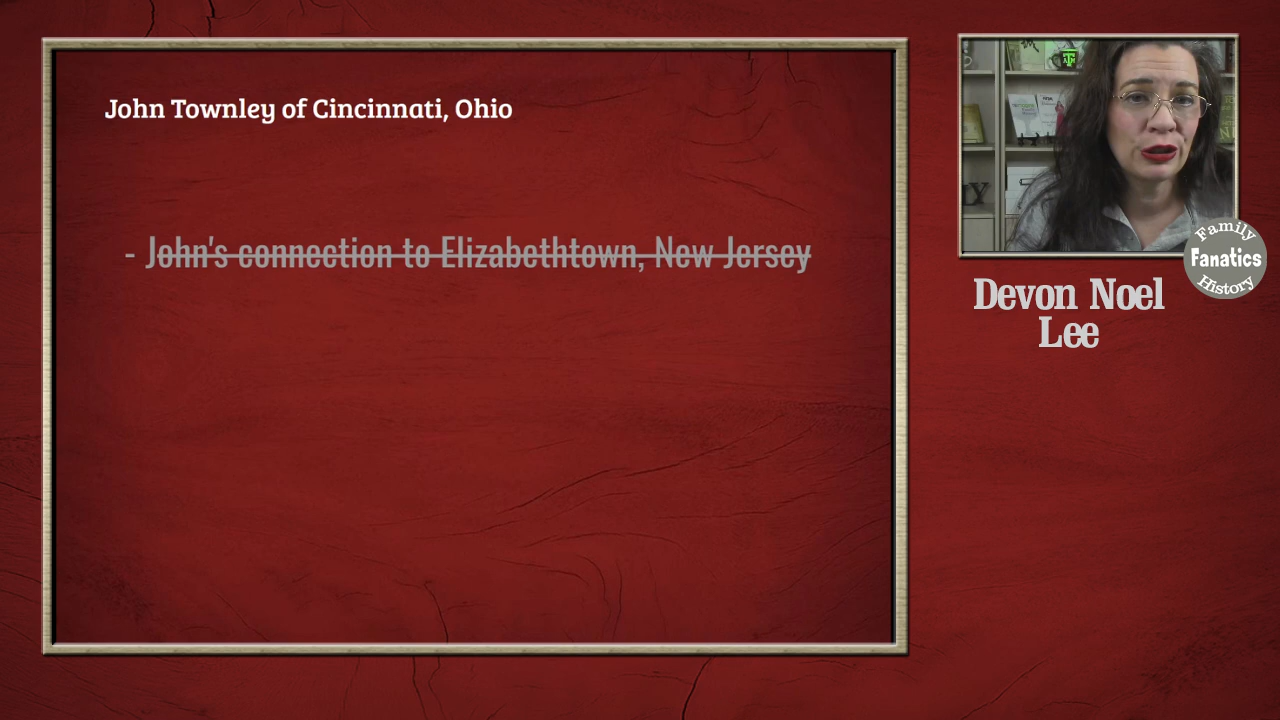 John Townley of Cincinnati, Ohio
- John's connection to Elizabethtown, New Jersey
Family
Fanatics
History
Devon Noel
Lee